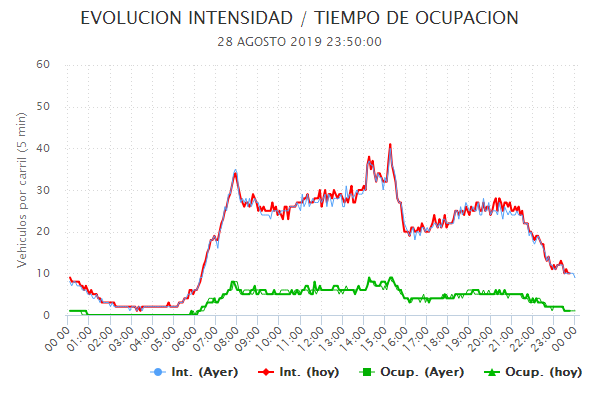 EVOLUCION INTENSIDAD / TIEMPO DE OCUPACION
28 AGOSTO 2019 23:50:00
Vehículos por carril (5 min)
60
50
40
30
20
10
0
00:00 01:00 02:00 03:00 04:00 05:00 06:00 07:00 08:00 09:00 10:00 11:00 12:00 13:00 14:00 15:00 16:00 17:00 18:00 19:00 20:00 21:00 22:00 23:00 00:00
Int. (Ayer) Int. (hoy) Ocup. (Ayer) Ocup. (hoy)